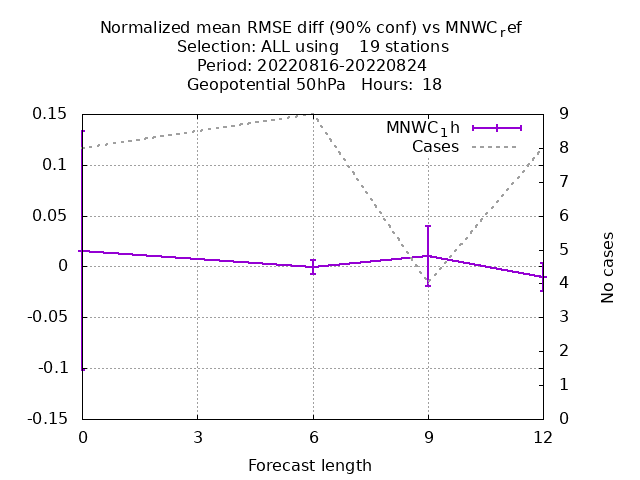 Normalized mean RMSE diff (90% conf) vs MNWCref
Selection: ALL using 19 stations
Period: 20220816-20220824
Geopotential 50hPa Hours: 18
0.15
0.1
0.05
0
-0.05
-0.1
-0.15
9
8
7
6
5
4
3
2
1
0
MNWC1h
Cases
No cases
0 3 6 9 12
Forecast length